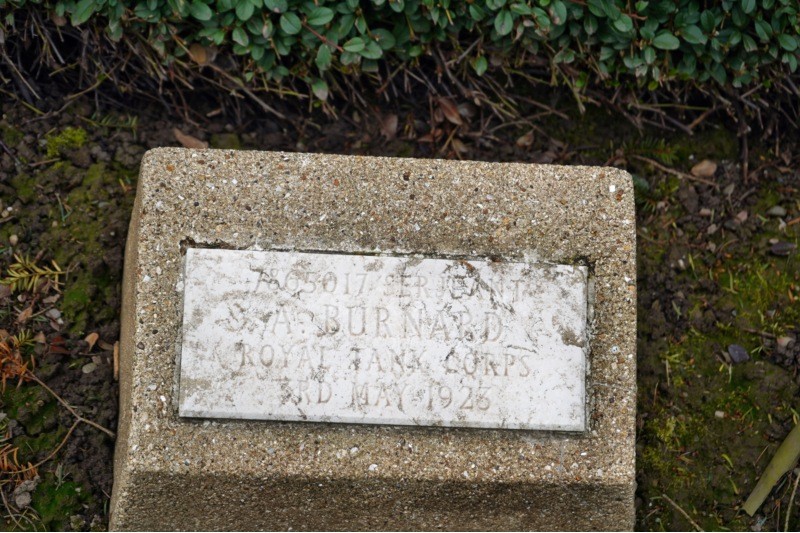 7865017 SERJEANT
S. A. BURNARD
ROYAL TANK CORPS
3RD MAY 1923